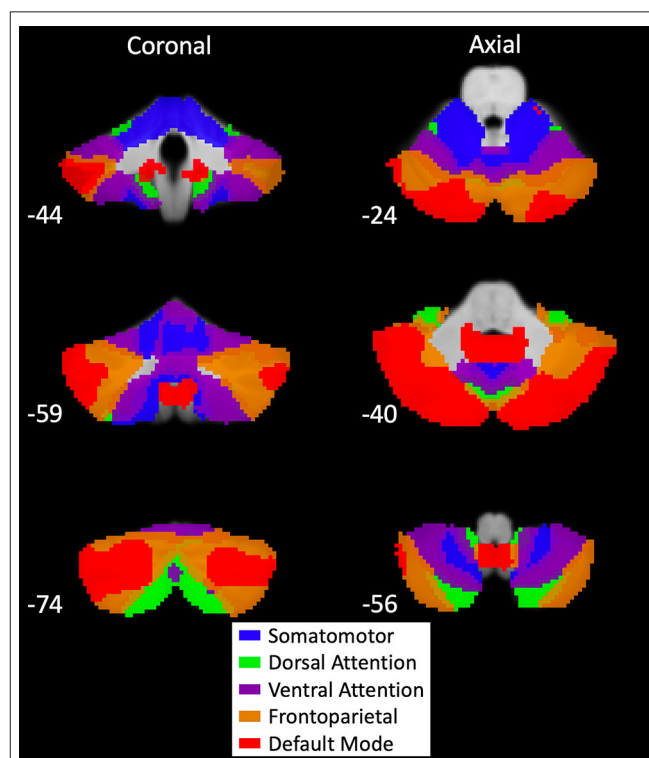 Coronal
Axial
-44
-24
-59
-40
-74
-56
Somatomotor
Dorsal Attention
Ventral Attention
Frontoparietal
Default Mode